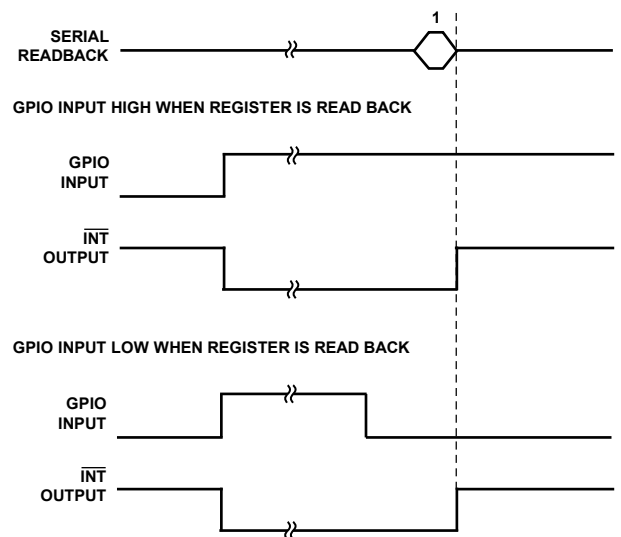 1
SERIAL
READBACK
GPIO INPUT HIGH WHEN REGISTER IS READ BACK
GPIO
INPUT
INT
OUTPUT
GPIO INPUT LOW WHEN REGISTER IS READ BACK
GPIO
INPUT
INT
OUTPUT